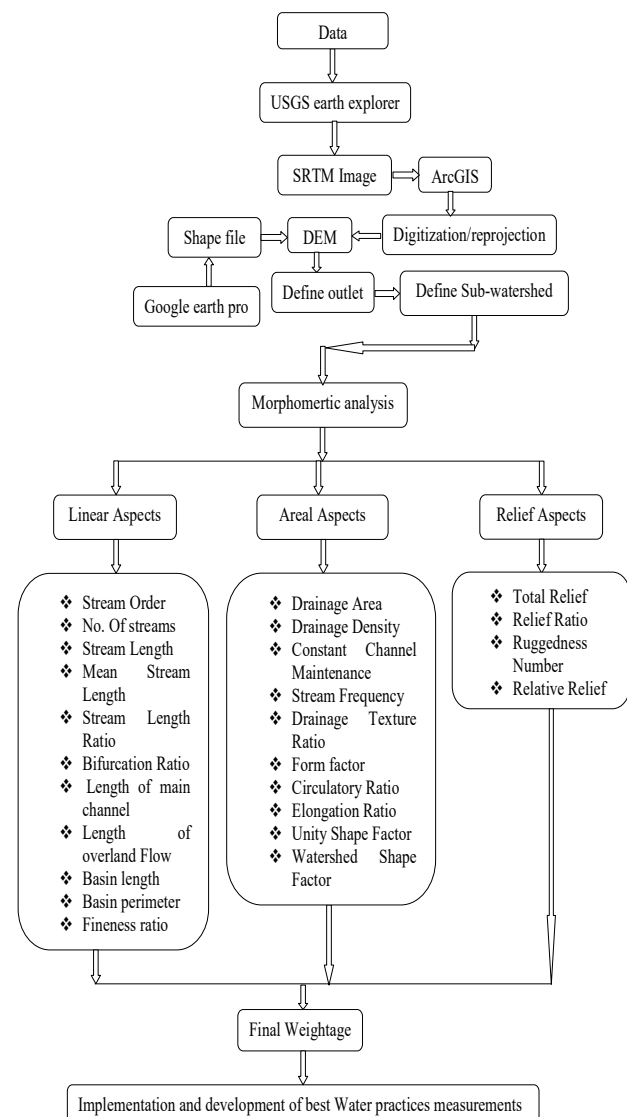 Data
USGS earth explorer
SRTM Image
ArcGIS
Shape file
DEM
Digitization/reprojection
Google earth pro
Define outlet
Define Sub-watershed
Morphomertic analysis
Linear Aspects
Areal Aspects
Relief Aspects
❖ Stream Order
❖ No. Of streams
❖ Stream Length
❖ Mean Stream
Length
❖ Stream Length
Ratio
❖ Bifurcation Ratio
❖ Length of main
channel
❖ Length of
overland Flow
❖ Basin length
❖ Basin perimeter
❖ Fineness ratio
❖ Drainage Area
❖ Drainage Density
❖ Constant Channel
Maintenance
❖ Stream Frequency
❖ Drainage Texture
Ratio
❖ Form factor
❖ Circulatory Ratio
❖ Elongation Ratio
❖ Unity Shape Factor
❖ Watershed Shape
Factor
❖ Total Relief
❖ Relief Ratio
❖ Ruggedness
Number
❖ Relative Relief
Final Weightage
Implementation and development of best Water practices measurements